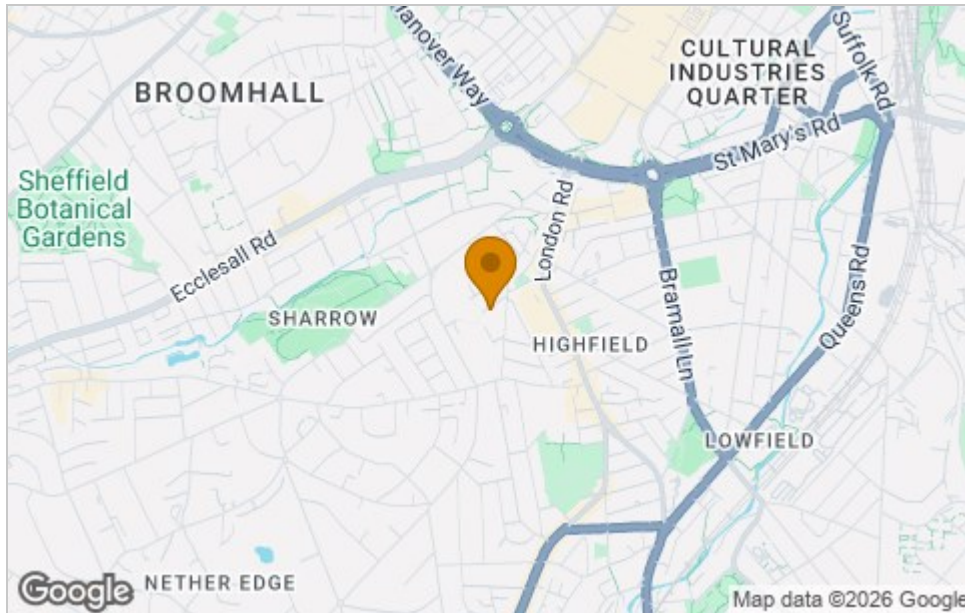 Hanover Way
CULTURAL
INDUSTRIES
QUARTER
Suffolk Rd
BROOMHALL
St Mary's Rd
Sheffield
Botanical
Gardens
Ecclesall Rd
London Rd
SHARROW
HIGHFIELD
Bramall Ln
Queens Rd
LOWFIELD
NETHER EDGE
Google
Map data ©2026 Google